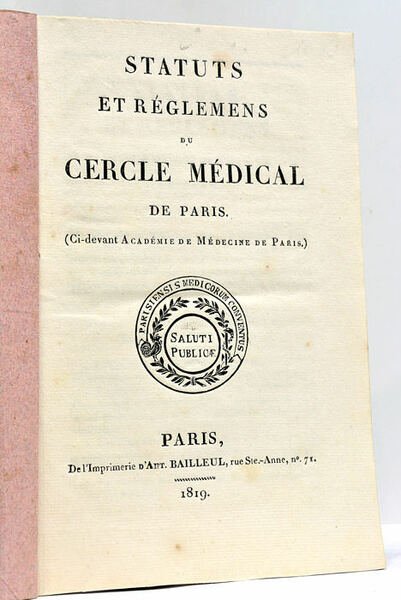 STATUTS
ET RÉGLEMENS
DU
CERCLE MÉDICAL
DE PARIS.
(Ci-devant ACADÉMIE DE MÉDECINE DE PARIS.)
PARISIENSIS MEDICORUM CONVENTUS
SALUTI
PUBLICÆ
PARIS,
De l'Imprimerie D'ANT. BAILLEUL, rue Ste.-Anne, nº. 71.
1819.